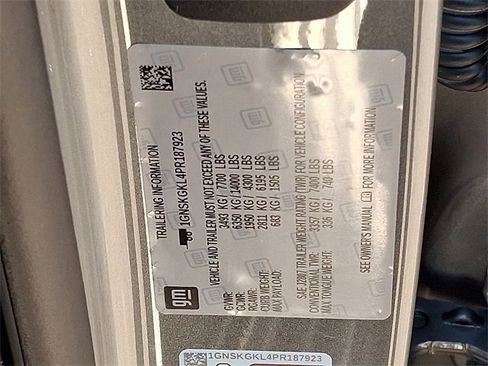 TRAILERING INFORMATION
1GNSKGKL4PR187923
VEHICLE AND TRAILER MUST NOT EXCEED ANY OF THESE VALUES.
GVWR: 3493 KG / 7700 LBS
GCWR: 6350 KG / 14000 LBS
RGAWR: 1950 KG / 4300 LBS
CURB WEIGHT: 2811 KG / 6195 LBS
MAX PAYLOAD: 683 KG / 1505 LBS
SAE J2807 TRAILER WEIGHT RATING (TWR) FOR VEHICLE CONFIGURATION
CONVENTIONAL TWR: 3357 KG / 7400 LBS
MAX TONGUE WEIGHT: 336 KG / 740 LBS
SEE OWNER'S MANUAL FOR MORE INFORMATION.
gm
1GNSKGKL4PR187923